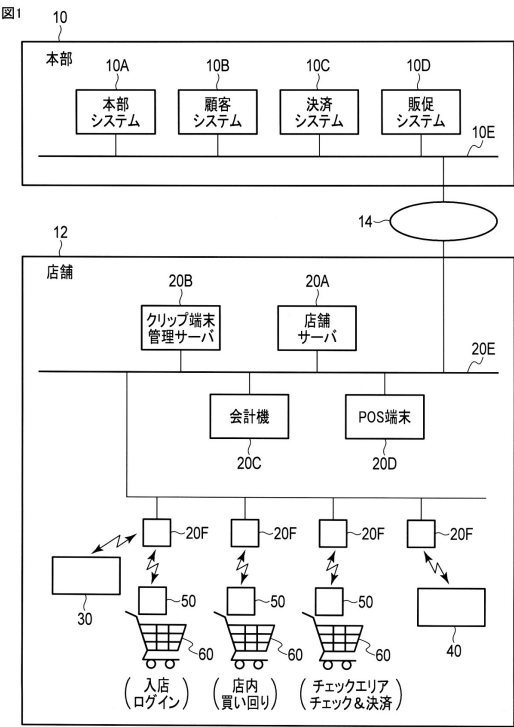 図1
10
本部
10A
10B
10C
10D
本部
システム
顧客
システム
決済
システム
販促
システム
10E
14
12
店舗
20B
20A
クリップ端末
管理サーバ
店舗
サーバ
20E
会計機
POS端末
20C
20D
20F
20F
20F
20F
30
50
50
50
40
60
60
60
(入店
ログイン)
(店内
買い回り)
(チェックエリア
チェック&決済)